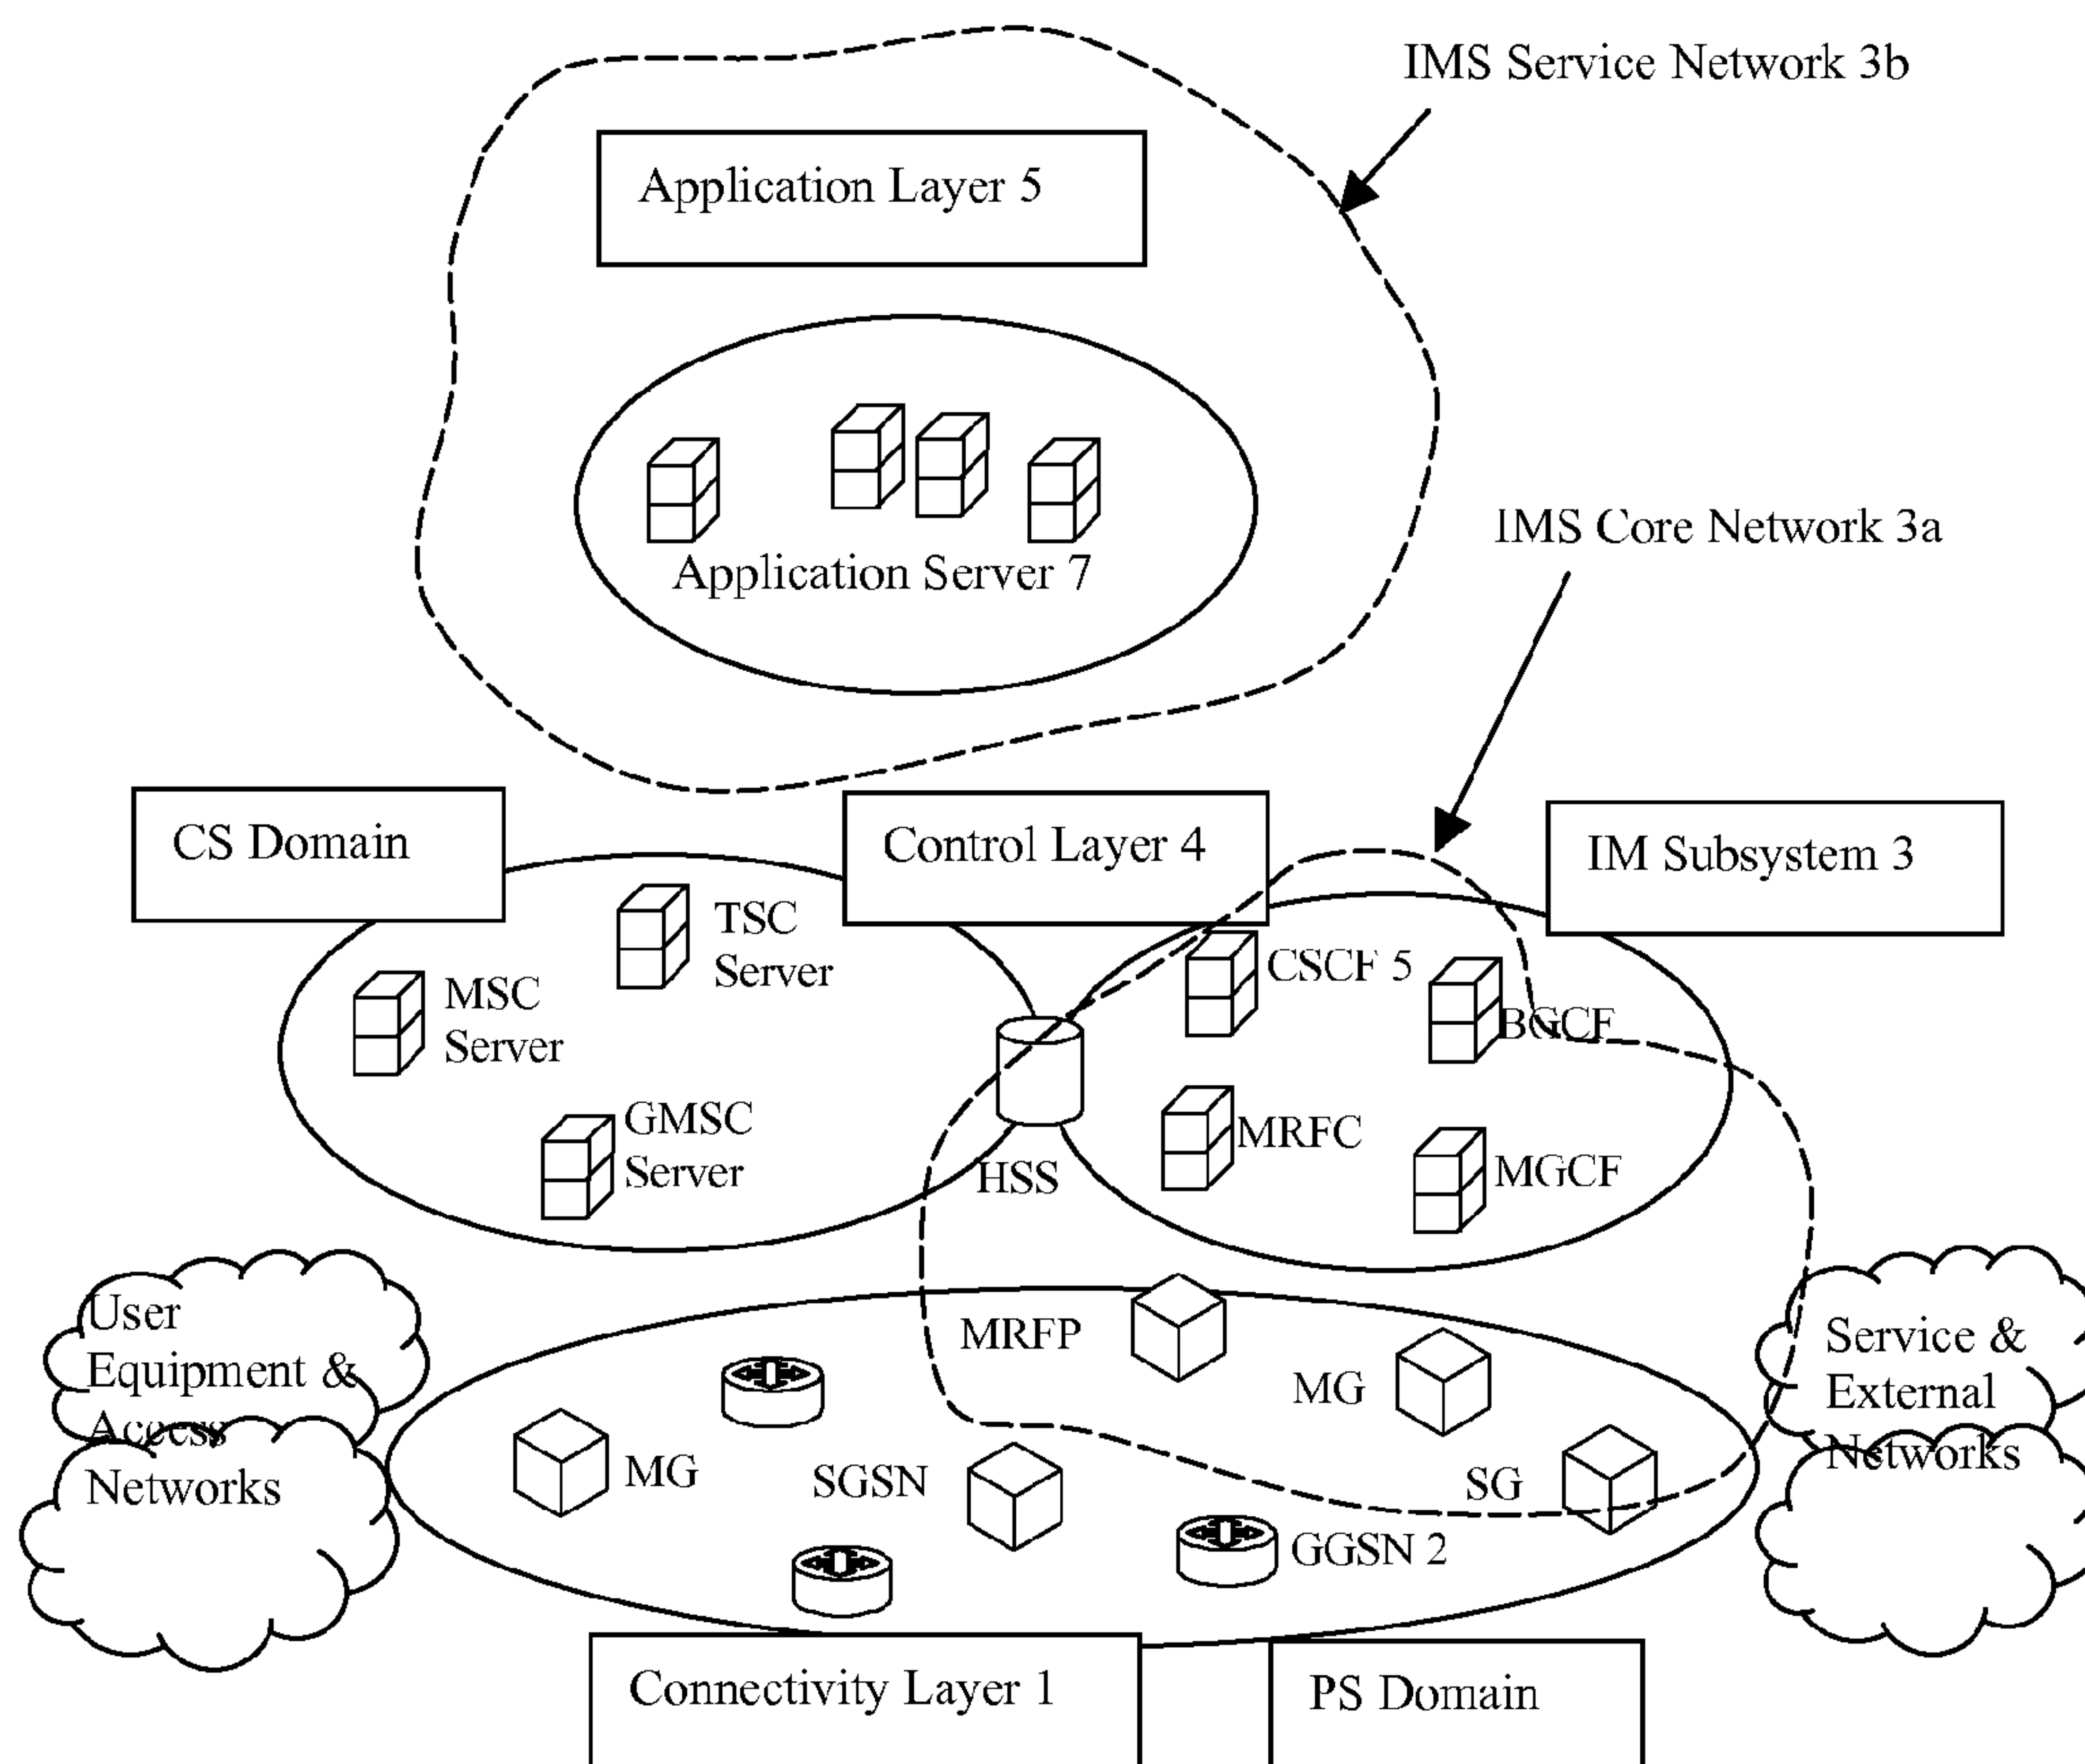 IMS Service Network 3b
Application Layer 5
IMS Core Network 3a
Application Server 7
CS Domain
Control Layer 4
IM Subsystem 3
TSC
Server
CSCF 5
MSC
Server
BGCF
GMSC
Server
MRFC
HSS
MGCF
User
Equipment &
Access
Networks
MRFP
MG
Service &
External
Networks
MG
SGSN
SG
GGSN 2
Connectivity Layer 1
PS Domain